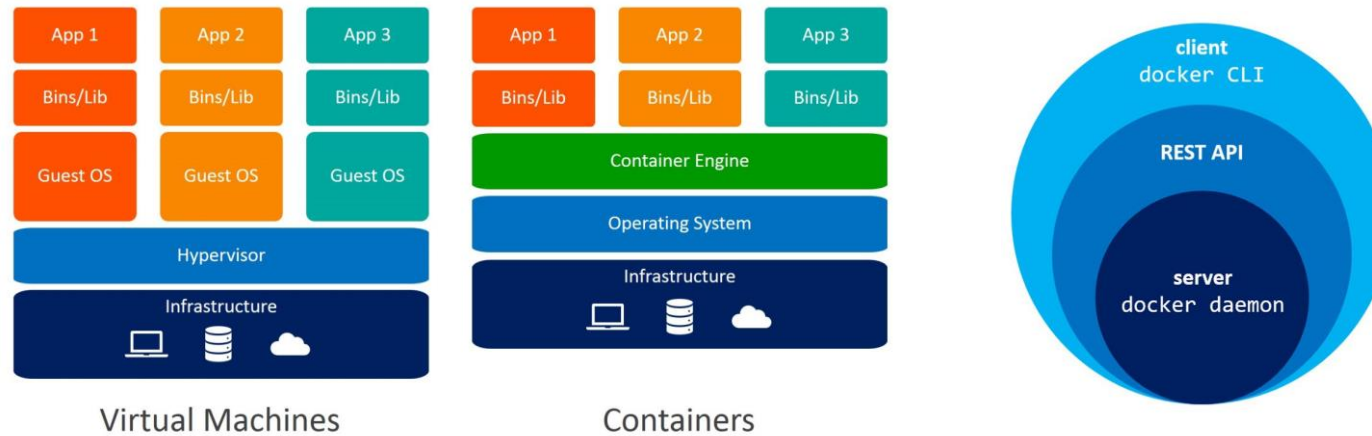 App 1
App 2
App 3
Bins/Lib
Bins/Lib
Bins/Lib
Guest OS
Guest OS
Guest OS
Hypervisor
Infrastructure
Virtual Machines
App 1
App 2
App 3
Bins/Lib
Bins/Lib
Bins/Lib
Container Engine
Operating System
Infrastructure
Containers
client
docker CLI
REST API
server
docker daemon